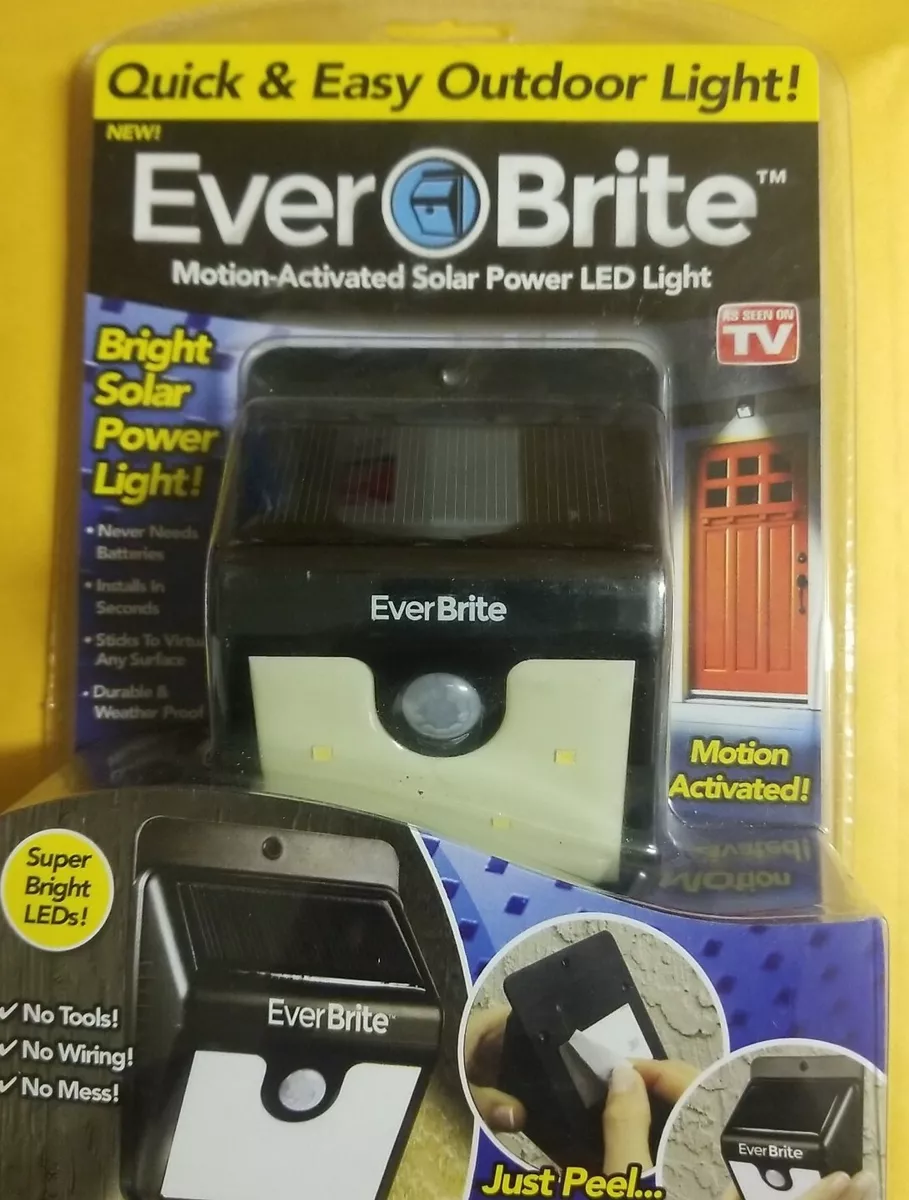 Quick & Easy Outdoor Light!
NEW!
Ever Brite™
Motion-Activated Solar Power LED Light
AS SEEN ON
TV
Bright
Solar
Power
Light!
• Never Needs
Batteries
• Installs In
Seconds
• Sticks To Virtu
Any Surface
• Durable &
Weather Proof
EverBrite
Motion
Activated!
Super
Bright
LEDs!
✓ No Tools!
✓ No Wiring!
✓ No Mess!
EverBrite™
EverBrite
Just Peel...